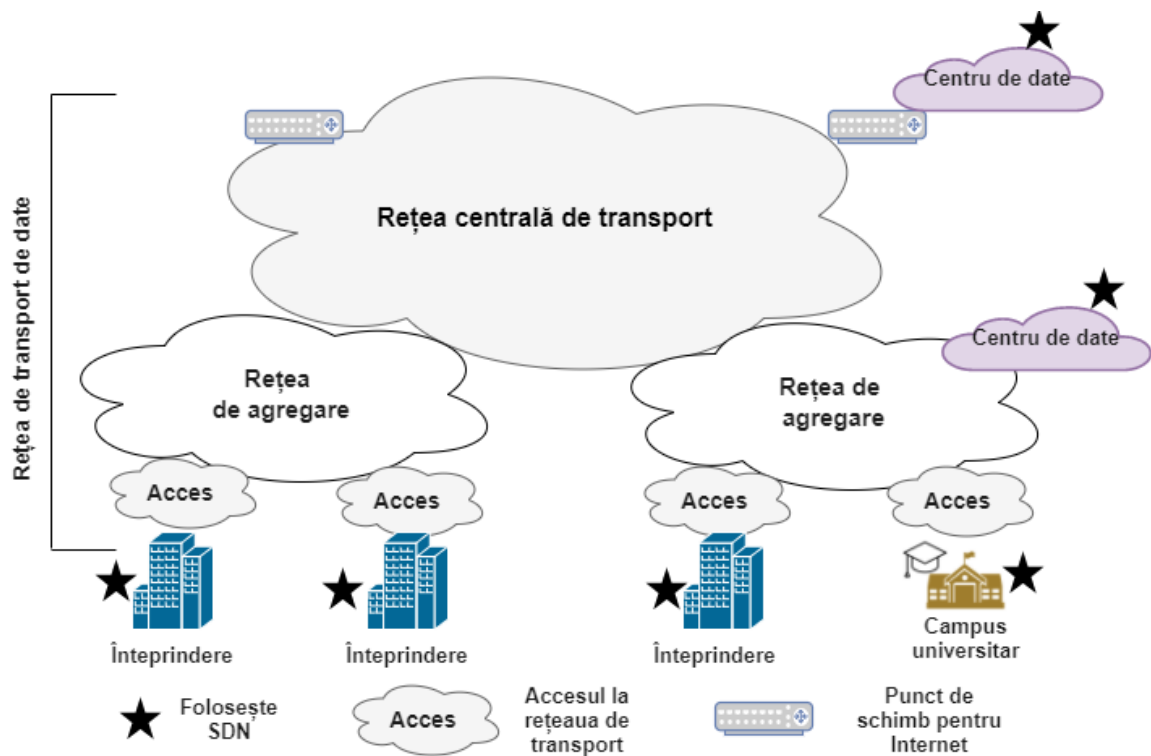 Centru de date
Rețea centrală de transport
Rețea de transport de date
Centru de date
Rețea
de agregare
Rețea de
agregare
Acces
Acces
Acces
Acces
Înteprindere
Înteprindere
Înteprindere
Campus
universitar
Folosește
SDN
Acces
Accesul la
rețeaua de
transport
Punct de
schimb pentru
Internet